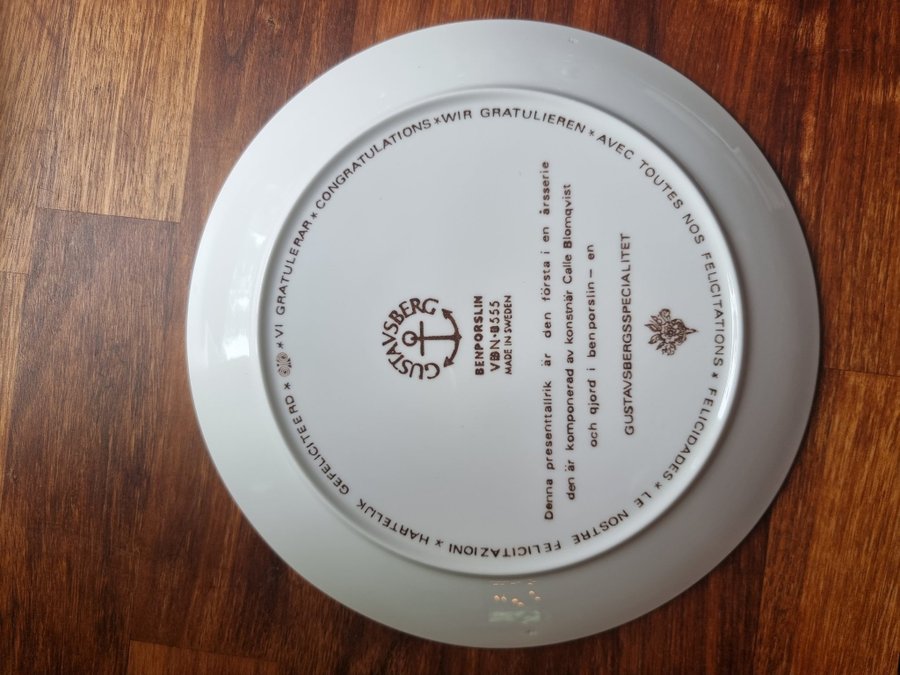 VI GRATULERAR * CONGRATULATIONS * WIR GRATULIEREN * AVEC TOUTES NOS FELICITATIONS * FELICIDADES * LE NOSTRE FELICITAZIONI * HARTELIJK GEFELICITEERD *
GUSTAVSBERG
BENPORSLIN
MADE IN SWEDEN
Denna presenttallrik är den första i en årsserie
den är komponerad av konstnär Calle Blomqvist
och gjord i benporslin – en
GUSTAVSBERGSSPECIALITET